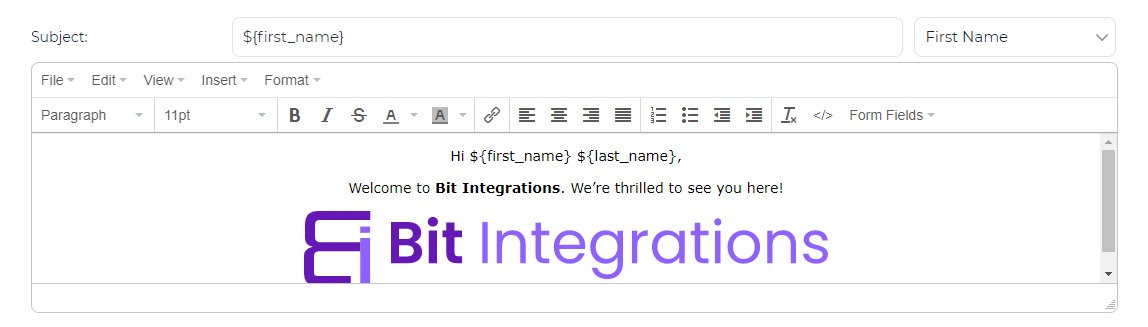 Subject: ${first_name} First Name
File Edit View Insert Format
Paragraph 11pt B I S A A </> Form Fields
Hi ${first_name} ${last_name},
Welcome to Bit Integrations. We’re thrilled to see you here!
Bit Integrations